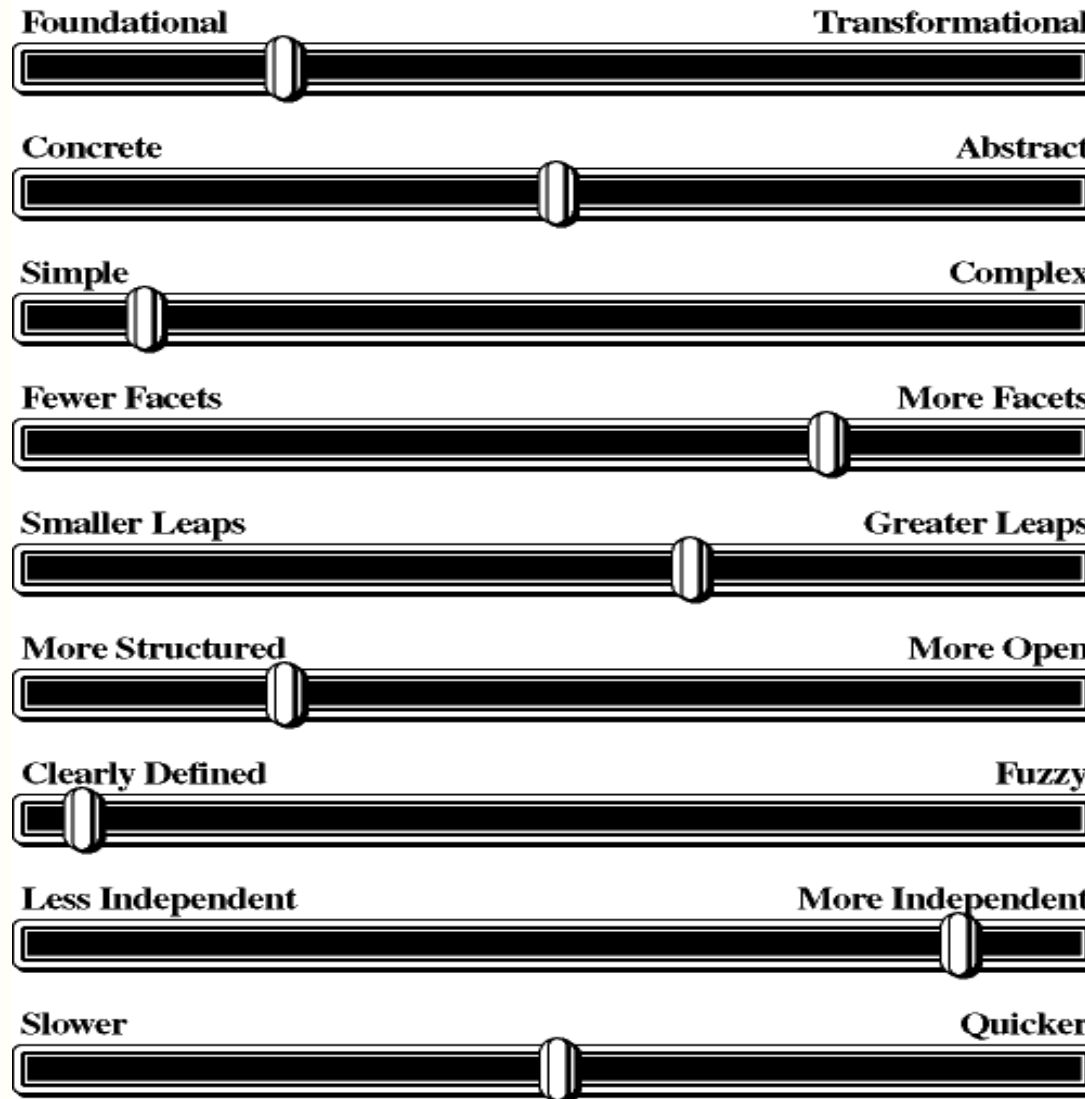 Foundational Transformational
Concrete Abstract
Simple Complex
Fewer Facets More Facets
Smaller Leaps Greater Leaps
More Structured More Open
Clearly Defined Fuzzy
Less Independent More Independent
Slower Quicker